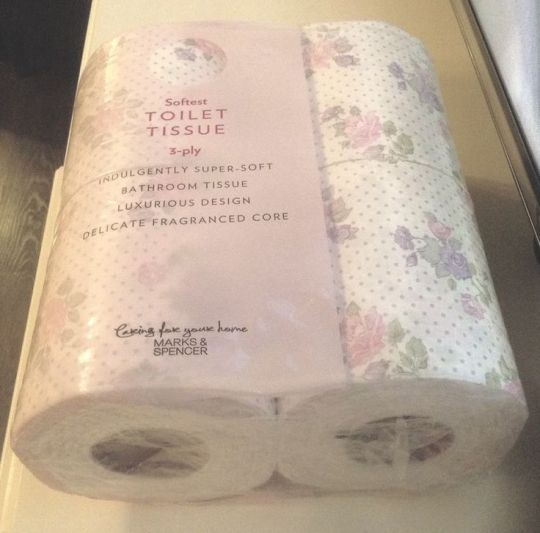 Softest
TOILET
TISSUE
3-ply
INDULGENTLY SUPER-SOFT
BATHROOM TISSUE
LUXURIOUS DESIGN
DELICATE FRAGRANCED CORE
Caring for your home
MARKS &
SPENCER